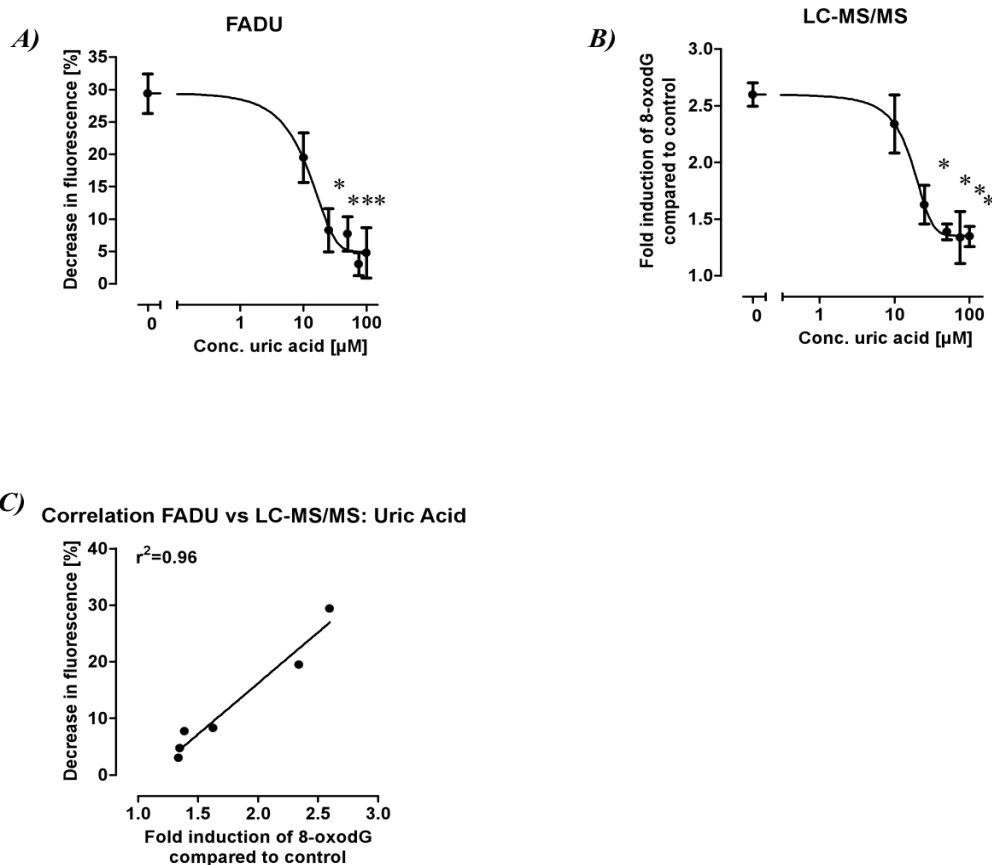 A)
FADU
Decrease in fluorescence [%]
35
30
25
20
15
10
5
0
*
***
0
1
10
100
Conc. uric acid [µM]
B)
LC-MS/MS
Fold induction of 8-oxodG
compared to control
3.0
2.5
2.0
1.5
1.0
*
*
*
*
0
1
10
100
Conc. uric acid [µM]
C)
Correlation FADU vs LC-MS/MS: Uric Acid
Decrease in fluorescence [%]
40
30
20
10
0
r²=0.96
1.0
1.5
2.0
2.5
3.0
Fold induction of 8-oxodG
compared to control